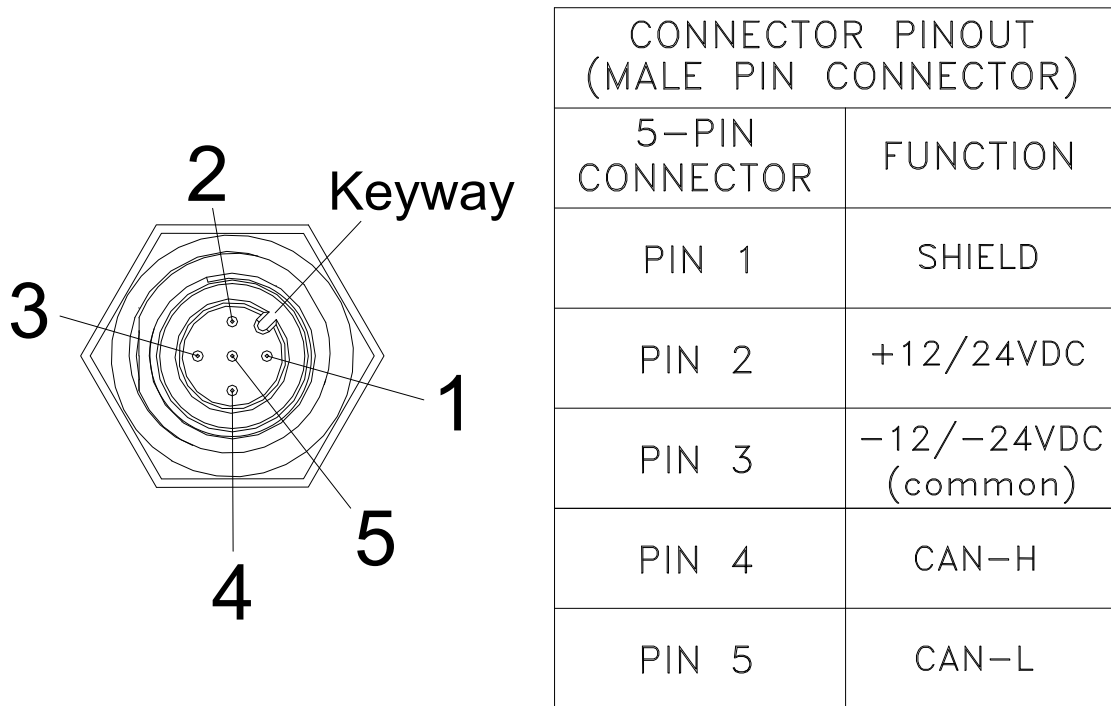 2
Keyway
3
1
5
4
CONNECTOR PINOUT
(MALE PIN CONNECTOR)
5-PIN
CONNECTOR
FUNCTION
PIN 1
SHIELD
PIN 2
+12/24VDC
PIN 3
-12/-24VDC
(common)
PIN 4
CAN-H
PIN 5
CAN-L